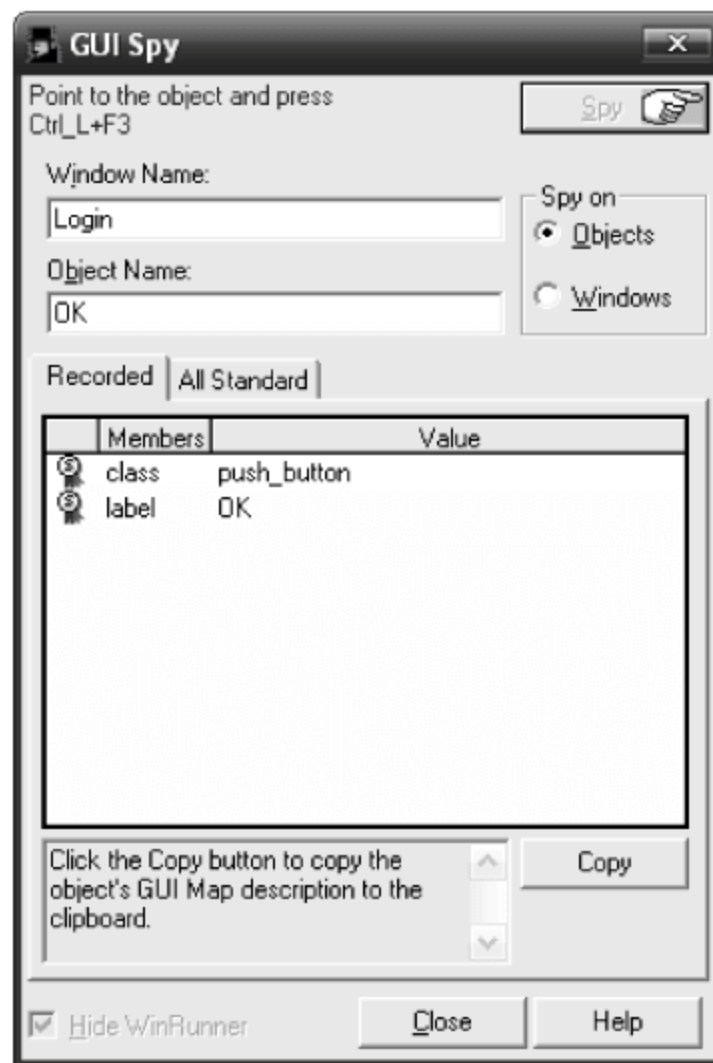 GUI Spy
Point to the object and press
Ctrl_L+F3
Spy
Window Name:
Login
Spy on
Objects
Windows
Object Name:
OK
Recorded
All Standard
Members Value
class push_button
label OK
Click the Copy button to copy the
object's GUI Map description to the
clipboard.
Copy
Hide WinRunner
Close
Help